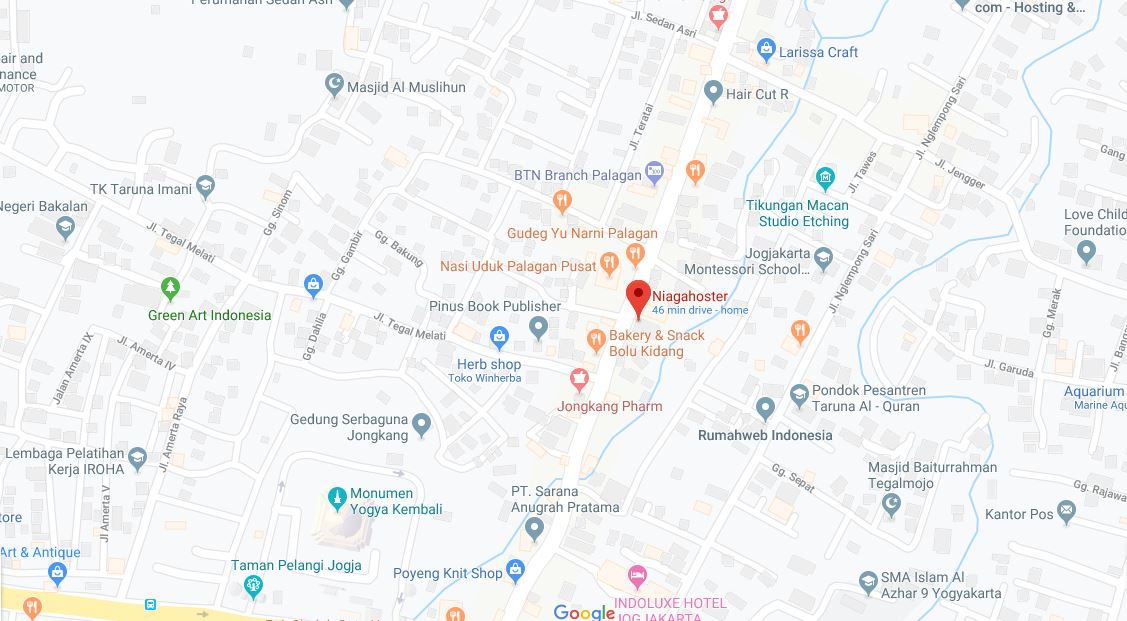 Perumahan Sedan Asri
com - Hosting &...
Jl. Sedan Asri
Larissa Craft
air and
nance
MOTOR
Masjid Al Muslihun
Hair Cut R
Jl. Teratai
Jl. Nglempong Sari
Gang
Jl. Tawes
Jl. Jengger
BTN Branch Palagan
TK Taruna Imani
Negeri Bakalan
Gg. Sinom
Tikungan Macan
Studio Etching
Love Child
Foundatio
Jl. Tegal Melati
Gg. Gambir
Gg. Bakung
Gudeg Yu Narni Palagan
Nasi Uduk Palagan Pusat
Jogjakarta
Montessori School...
Jl. Nglempong Sari
Niagahoster
46 min drive - home
Pinus Book Publisher
Green Art Indonesia
Gg. Dahlia
Jl. Tegal Melati
Gg. Merak
Jl. Bang
Jalan Amerta IX
Jl. Amerta IV
Herb shop
Toko Winherba
Bakery & Snack
Bolu Kidang
Jl. Garuda
Jongkang Pharm
Pondok Pesantren
Taruna Al - Quran
Aquarium
Marine Aqu
Jl. Amerta Raya
Gedung Serbaguna
Jongkang
Rumahweb Indonesia
Lembaga Pelatihan
Kerja IROHA
Gg. Sepat
Masjid Baiturrahman
Tegalmojo
Gg. Rajawa
Jl Amerta V
Monumen
Yogya Kembali
PT. Sarana
Anugrah Pratama
Kantor Pos
tore
Art & Antique
Taman Pelangi Jogja
Poyeng Knit Shop
SMA Islam Al
Azhar 9 Yogyakarta
Google
INDOLUXE HOTEL
JOGJAKARTA